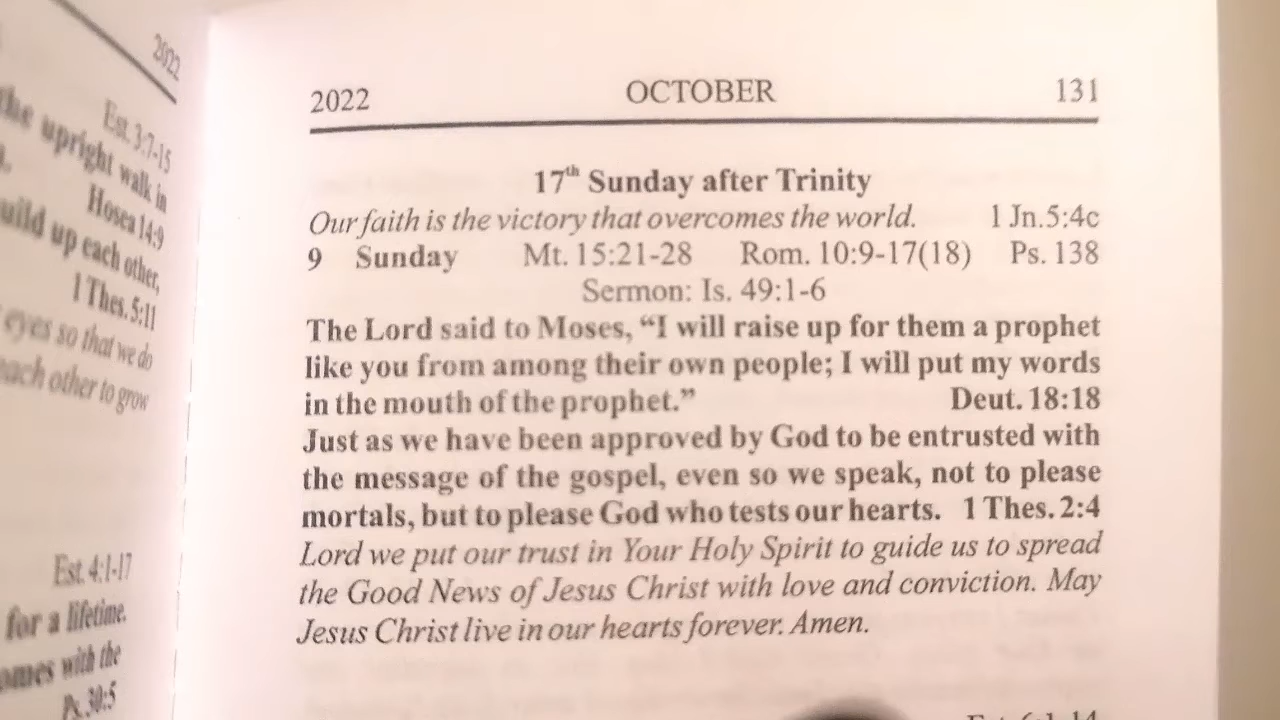 2022
Est. 3:7-15
the upright walk in
Hosea 14:9
uild up each other,
1 Thes. 5:11
eyes so that we do
each other to grow
Est. 4:1-17
for a lifetime.
omes with the
Ps. 30:5
2022 OCTOBER 131
17th Sunday after Trinity
Our faith is the victory that overcomes the world. 1 Jn.5:4c
9 Sunday Mt. 15:21-28 Rom. 10:9-17(18) Ps. 138
Sermon: Is. 49:1-6
The Lord said to Moses, “I will raise up for them a prophet
like you from among their own people; I will put my words
in the mouth of the prophet.” Deut. 18:18
Just as we have been approved by God to be entrusted with
the message of the gospel, even so we speak, not to please
mortals, but to please God who tests our hearts. 1 Thes. 2:4
Lord we put our trust in Your Holy Spirit to guide us to spread
the Good News of Jesus Christ with love and conviction. May
Jesus Christ live in our hearts forever. Amen.